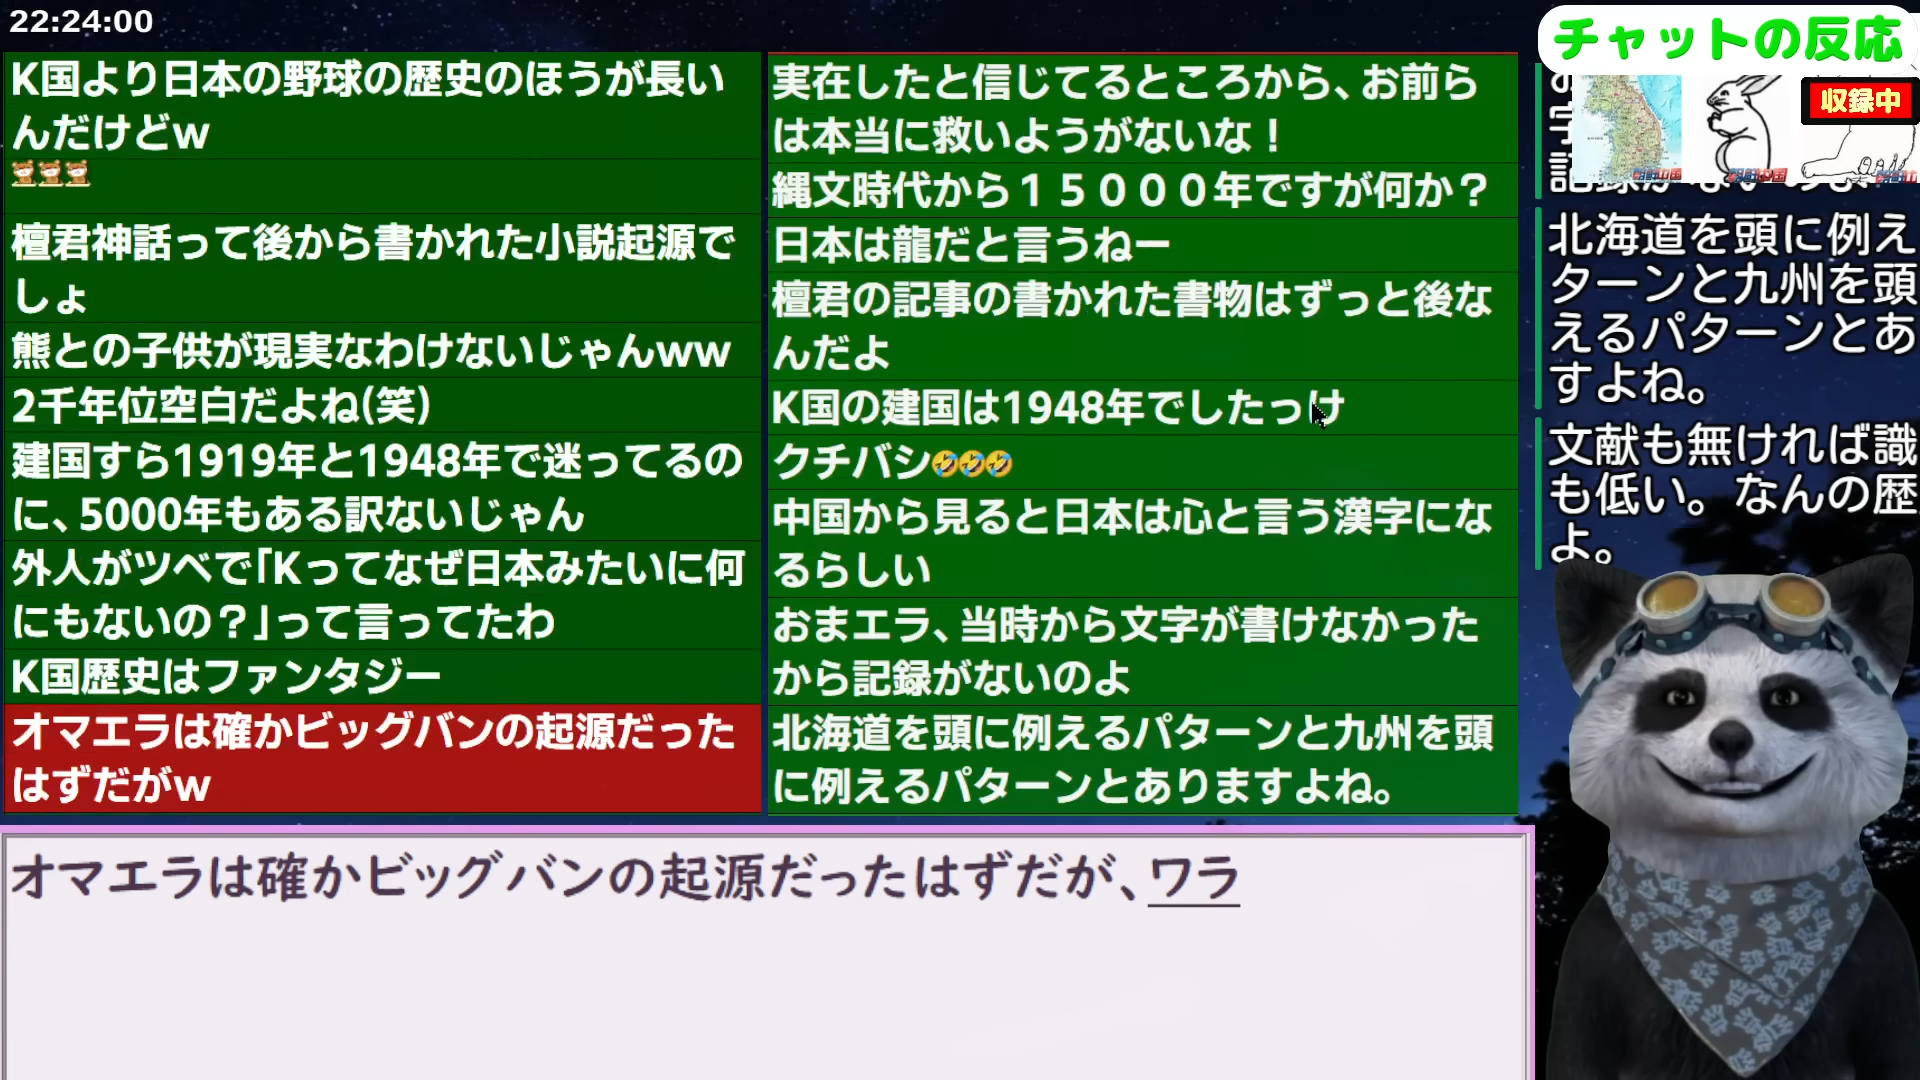 22:24:00
K国より日本の野球の歴史のほうが長い
んだけどw
檀君神話って後から書かれた小説起源で
しょ
熊との子供が現実なわけないじゃんww
2千年位空白だよね(笑)
建国すら1919年と1948年で迷ってるの
に、5000年もある訳ないじゃん
外人がツベで「Kってなぜ日本みたいに何
にもないの？」って言ってたわ
K国歴史はファンタジー
オマエラは確かビッグバンの起源だった
はずだがw
実在したと信じてるところから、お前ら
は本当に救いようがないな！
縄文時代から１５０００年ですが何か？
日本は龍だと言うねー
檀君の記事の書かれた書物はずっと後な
んだよ
K国の建国は1948年でしたっけ
クチバシ🤣🤣🤣
中国から見ると日本は心と言う漢字にな
るらしい
おまエラ、当時から文字が書けなかった
から記録がないのよ
北海道を頭に例えるパターンと九州を頭
に例えるパターンとありますよね。
チャットの反応
収録中
北海道を頭に例え
ターンと九州を頭
えるパターンとあ
すよね。
文献も無ければ識
も低い。なんの歴
よ。
オマエラは確かビッグバンの起源だったはずだが、ワラ